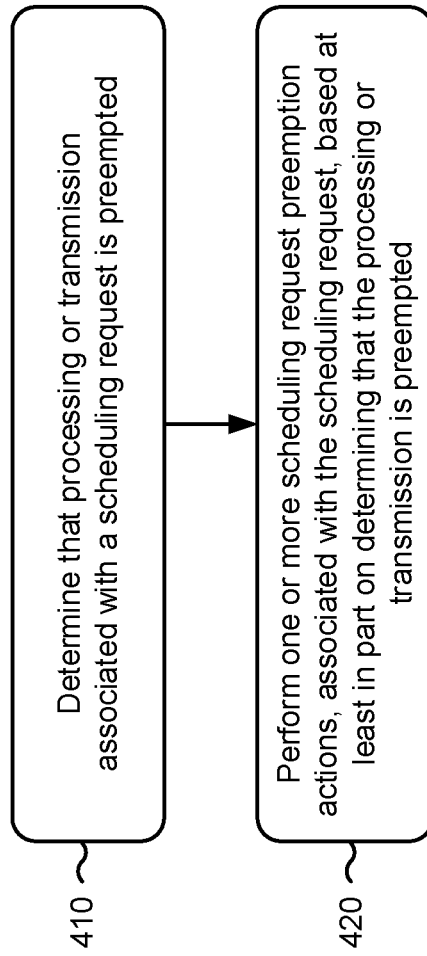 410
Determine that processing or transmission
associated with a scheduling request is preempted
420
Perform one or more scheduling request preemption
actions, associated with the scheduling request, based at
least in part on determining that the processing or
transmission is preempted